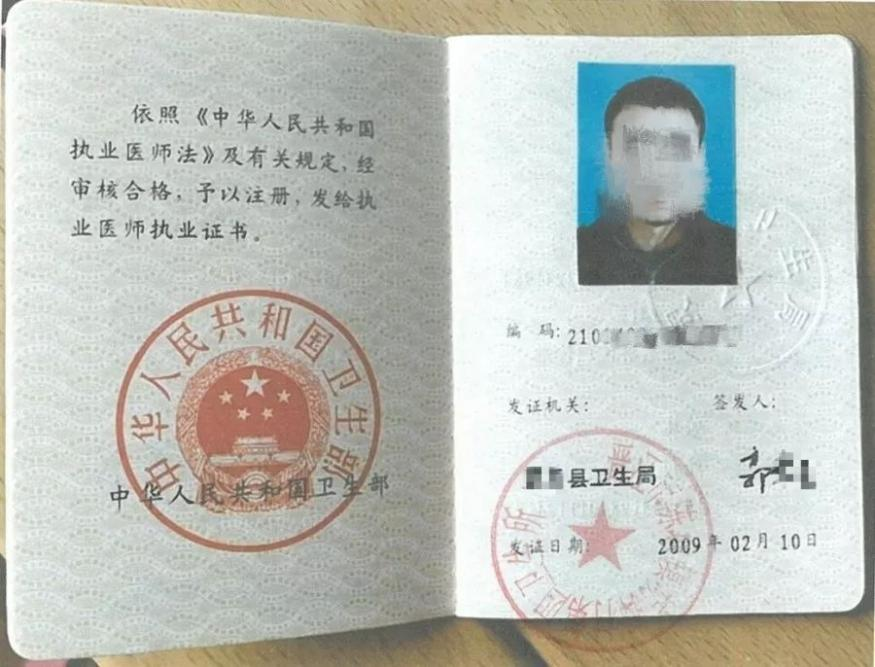 依照《中华人民共和国
执业医师法》及有关规定,经
审核合格,予以注册,发给执
业医师执业证书。
中华人民共和国卫生部
中华人民共和国卫生部
生局
编 码: 210
发证机关:
签发人:
县卫生局
发证日期:
2009 年 02 月 10 日